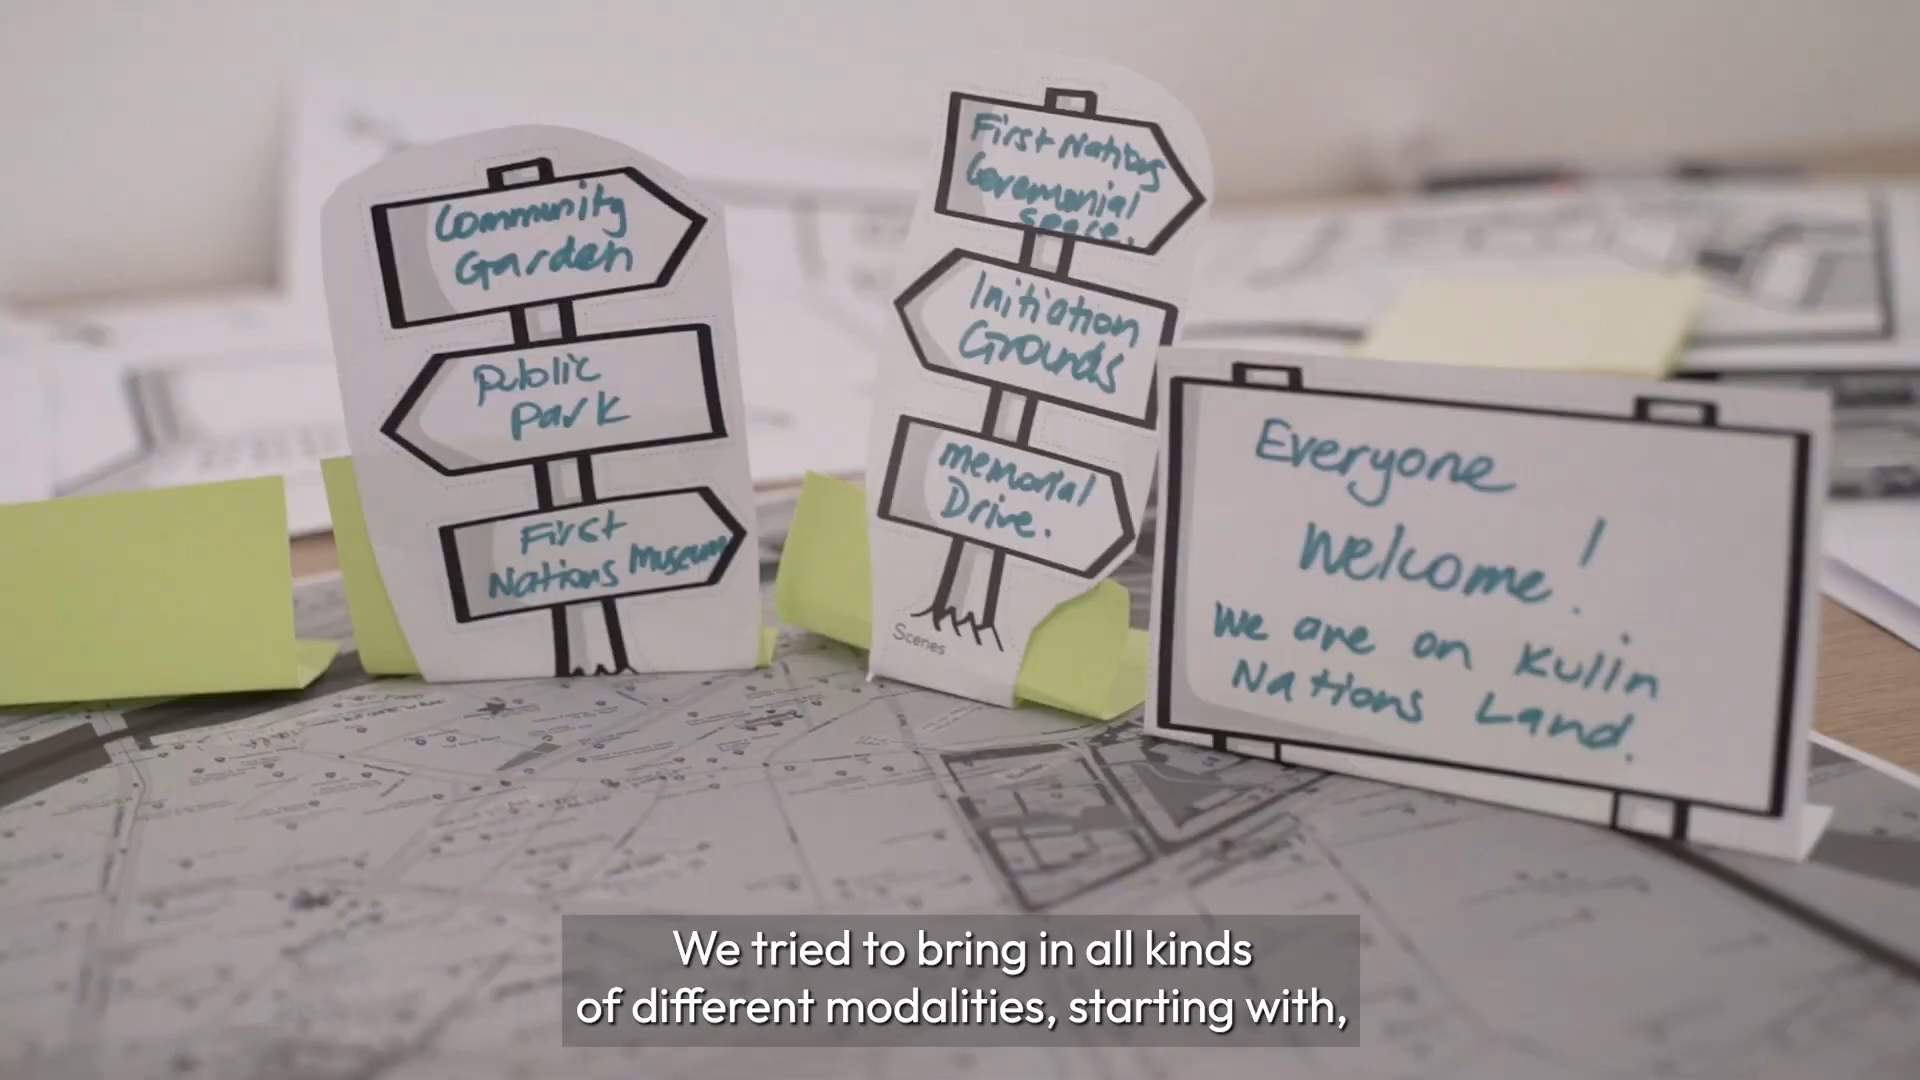 Community
Garden
Public
Park
First
Nations Museum
First Nations
Ceremonial
space.
Initiation
Grounds
Memorial
Drive.
Scenes
Everyone
Welcome!
We are on Kulin
Nations Land.
We tried to bring in all kinds
of different modalities, starting with,